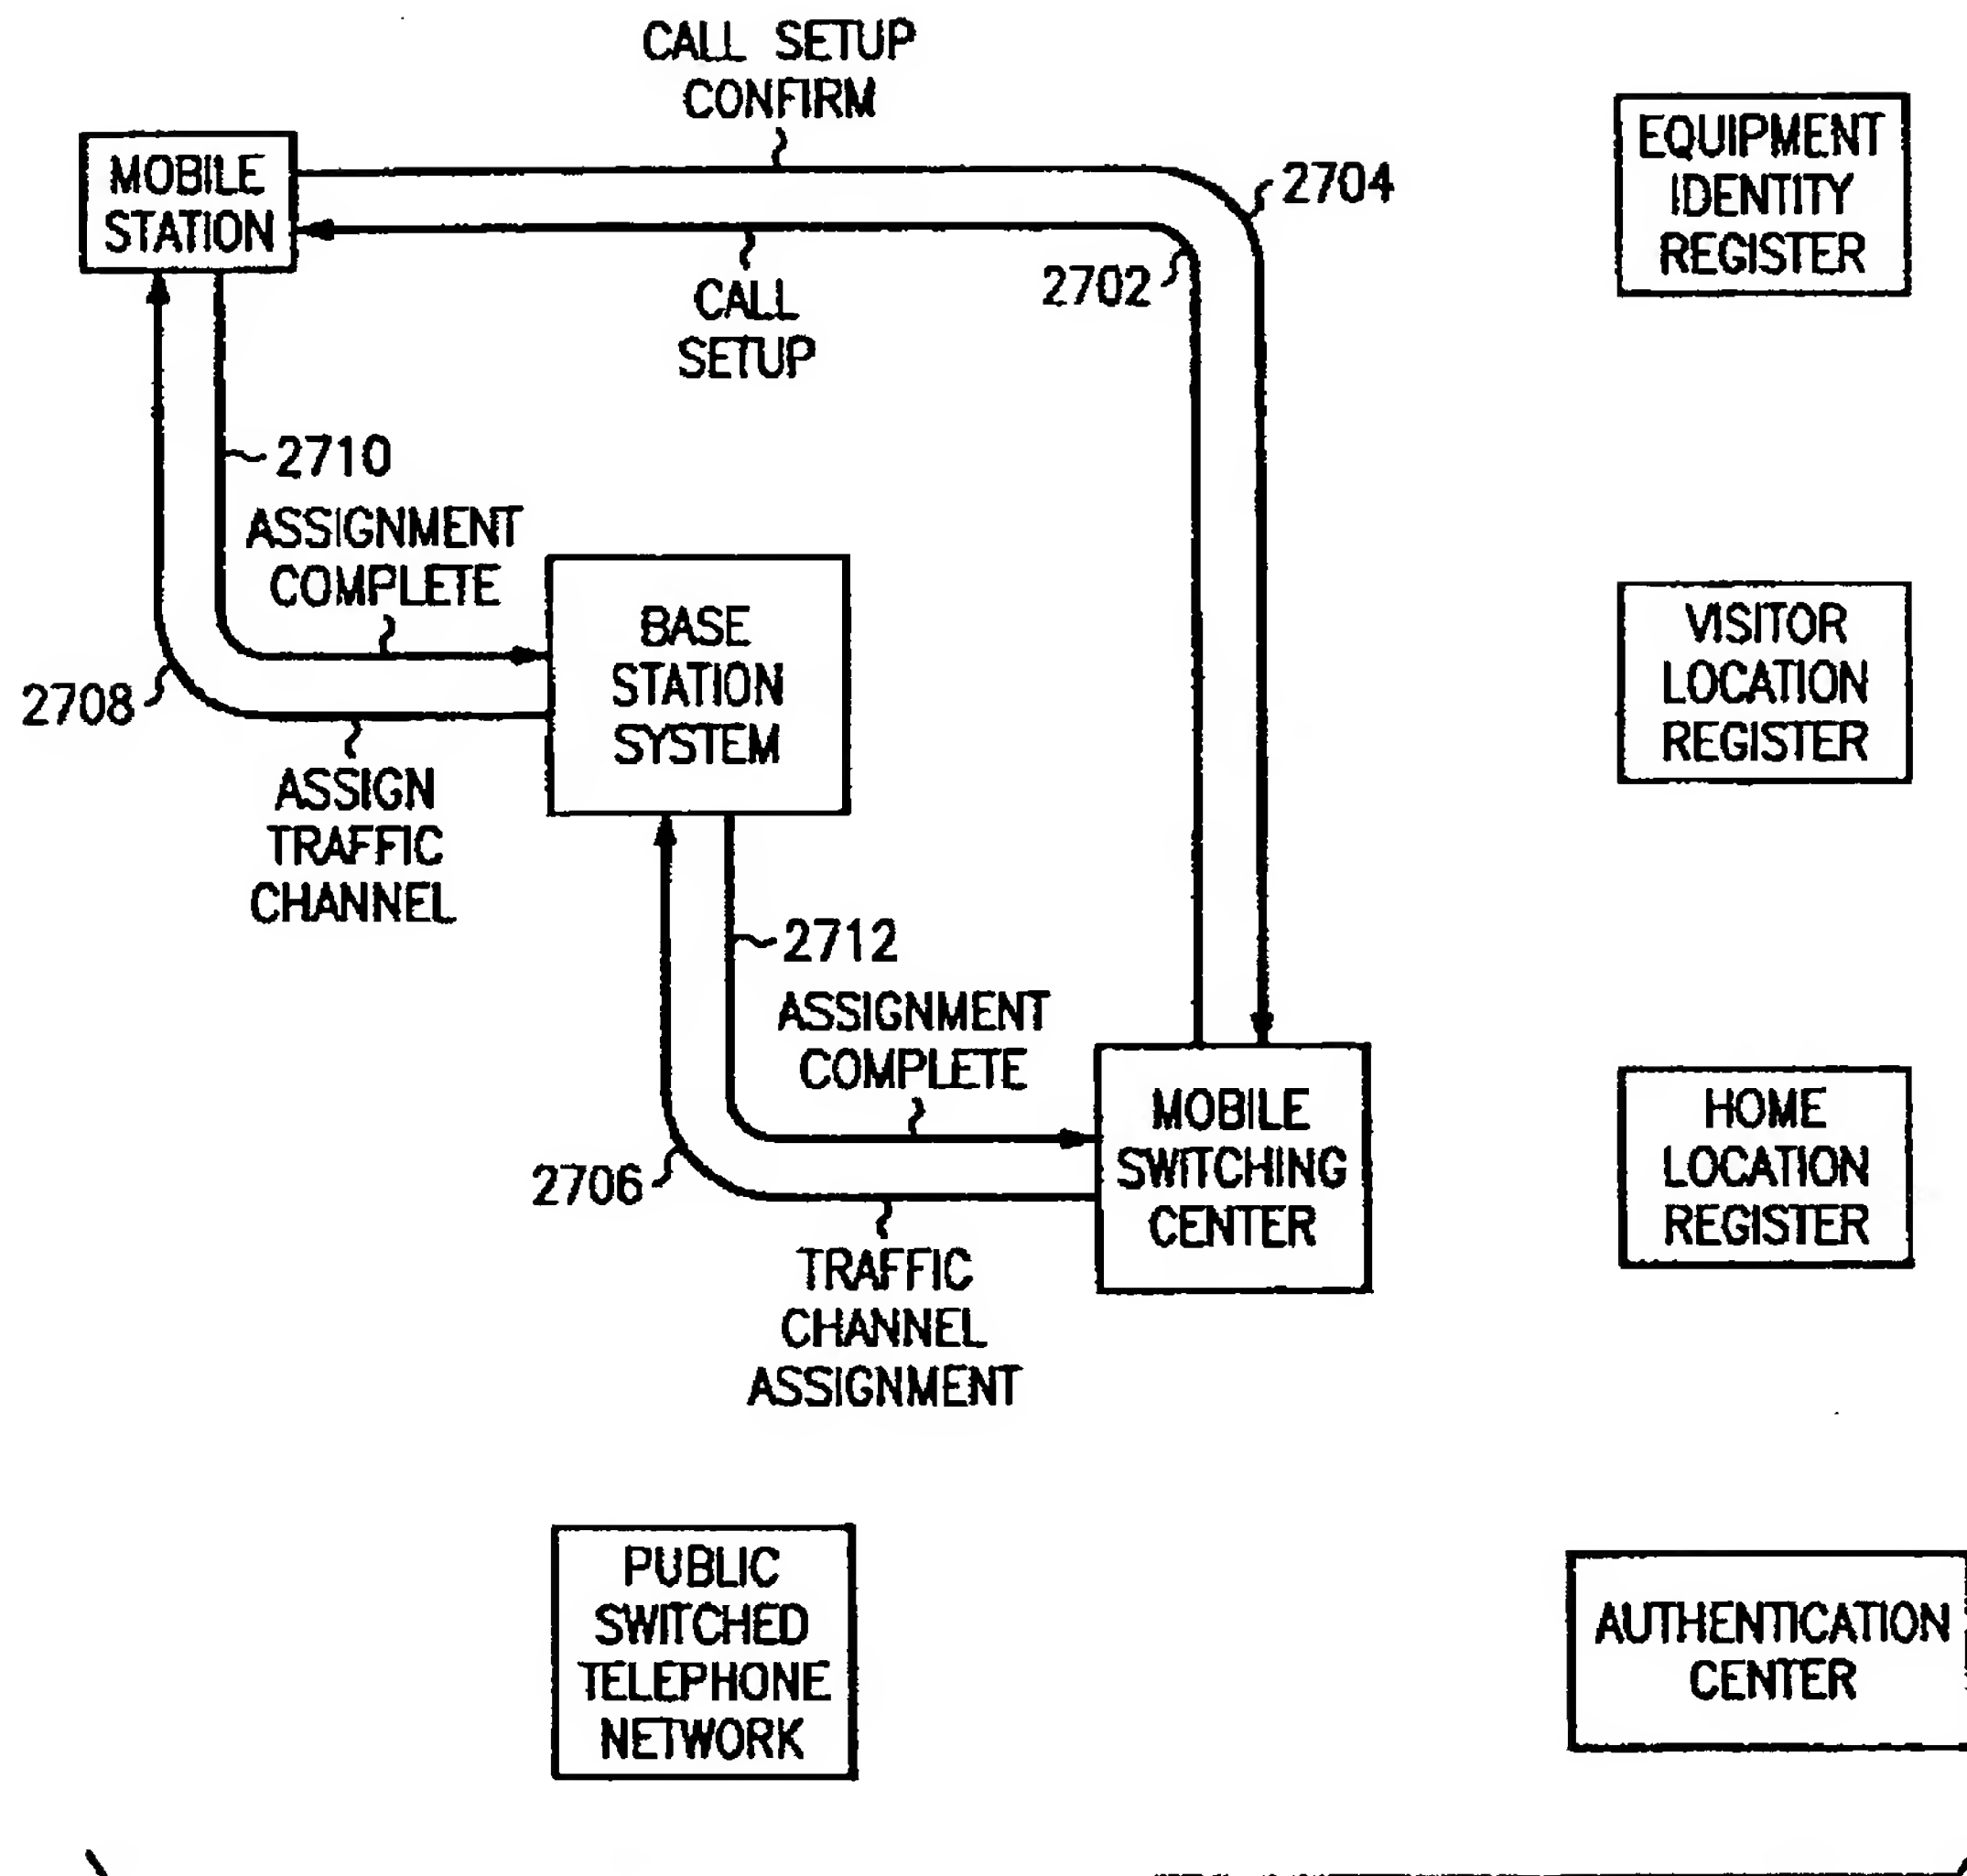 CALL SETUP
CONFIRM
MOBILE
STATION
2704
2702
CALL
SETUP
EQUIPMENT
IDENTITY
REGISTER
2710
ASSIGNMENT
COMPLETE
BASE
STATION
SYSTEM
2708
ASSIGN
TRAFFIC
CHANNEL
VISITOR
LOCATION
REGISTER
2712
ASSIGNMENT
COMPLETE
MOBILE
SWITCHING
CENTER
2706
TRAFFIC
CHANNEL
ASSIGNMENT
HOME
LOCATION
REGISTER
PUBLIC
SWITCHED
TELEPHONE
NETWORK
AUTHENTICATION
CENTER